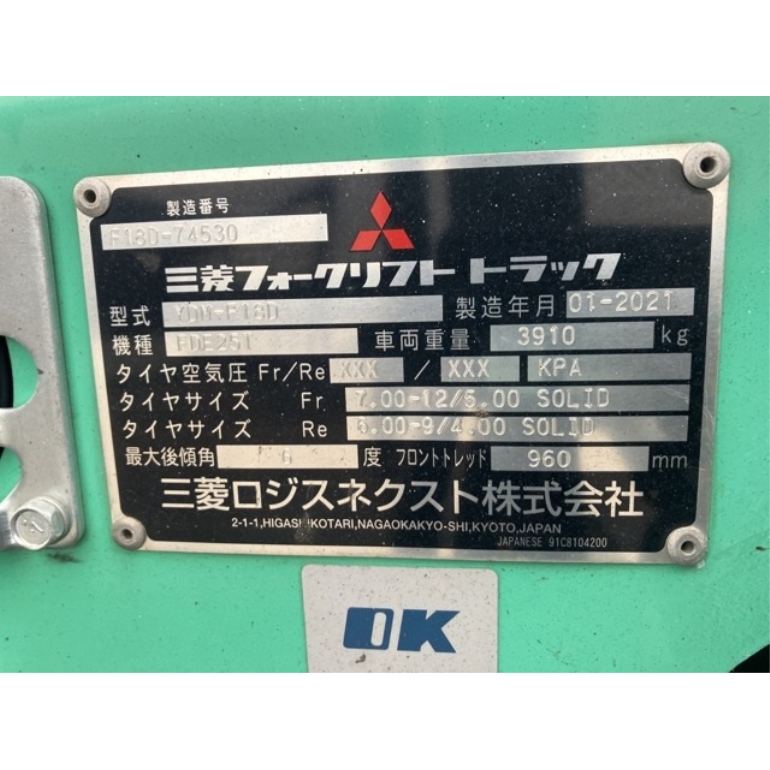 製造番号
F18D-74530
三菱フォークリフト トラック
型式 YDN-F18D 製造年月 01-2021
機種 FDE25T 車両重量 3910 kg
タイヤ空気圧 Fr/Re XXX / XXX KPA
タイヤサイズ Fr 7.00-12/5.00 SOLID
タイヤサイズ Re 6.00-9/4.00 SOLID
最大後傾角 6 度 フロントトレッド 960 mm
三菱ロジスネクスト株式会社
2-1-1,HIGASHIKOTARI,NAGAOKAKYO-SHI,KYOTO,JAPAN
JAPANESE 91C8104200
OK